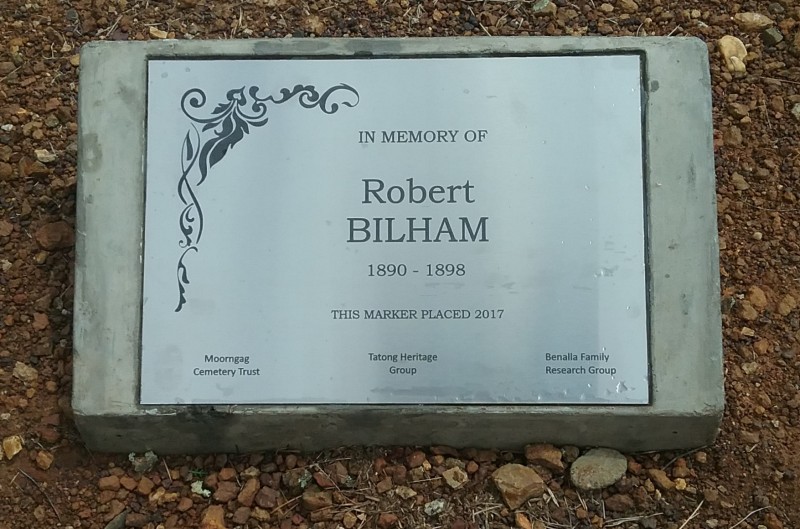 IN MEMORY OF
Robert
BILHAM
1890 - 1898
THIS MARKER PLACED 2017
Moorngag
Cemetery Trust
Tatong Heritage
Group
Benalla Family
Research Group